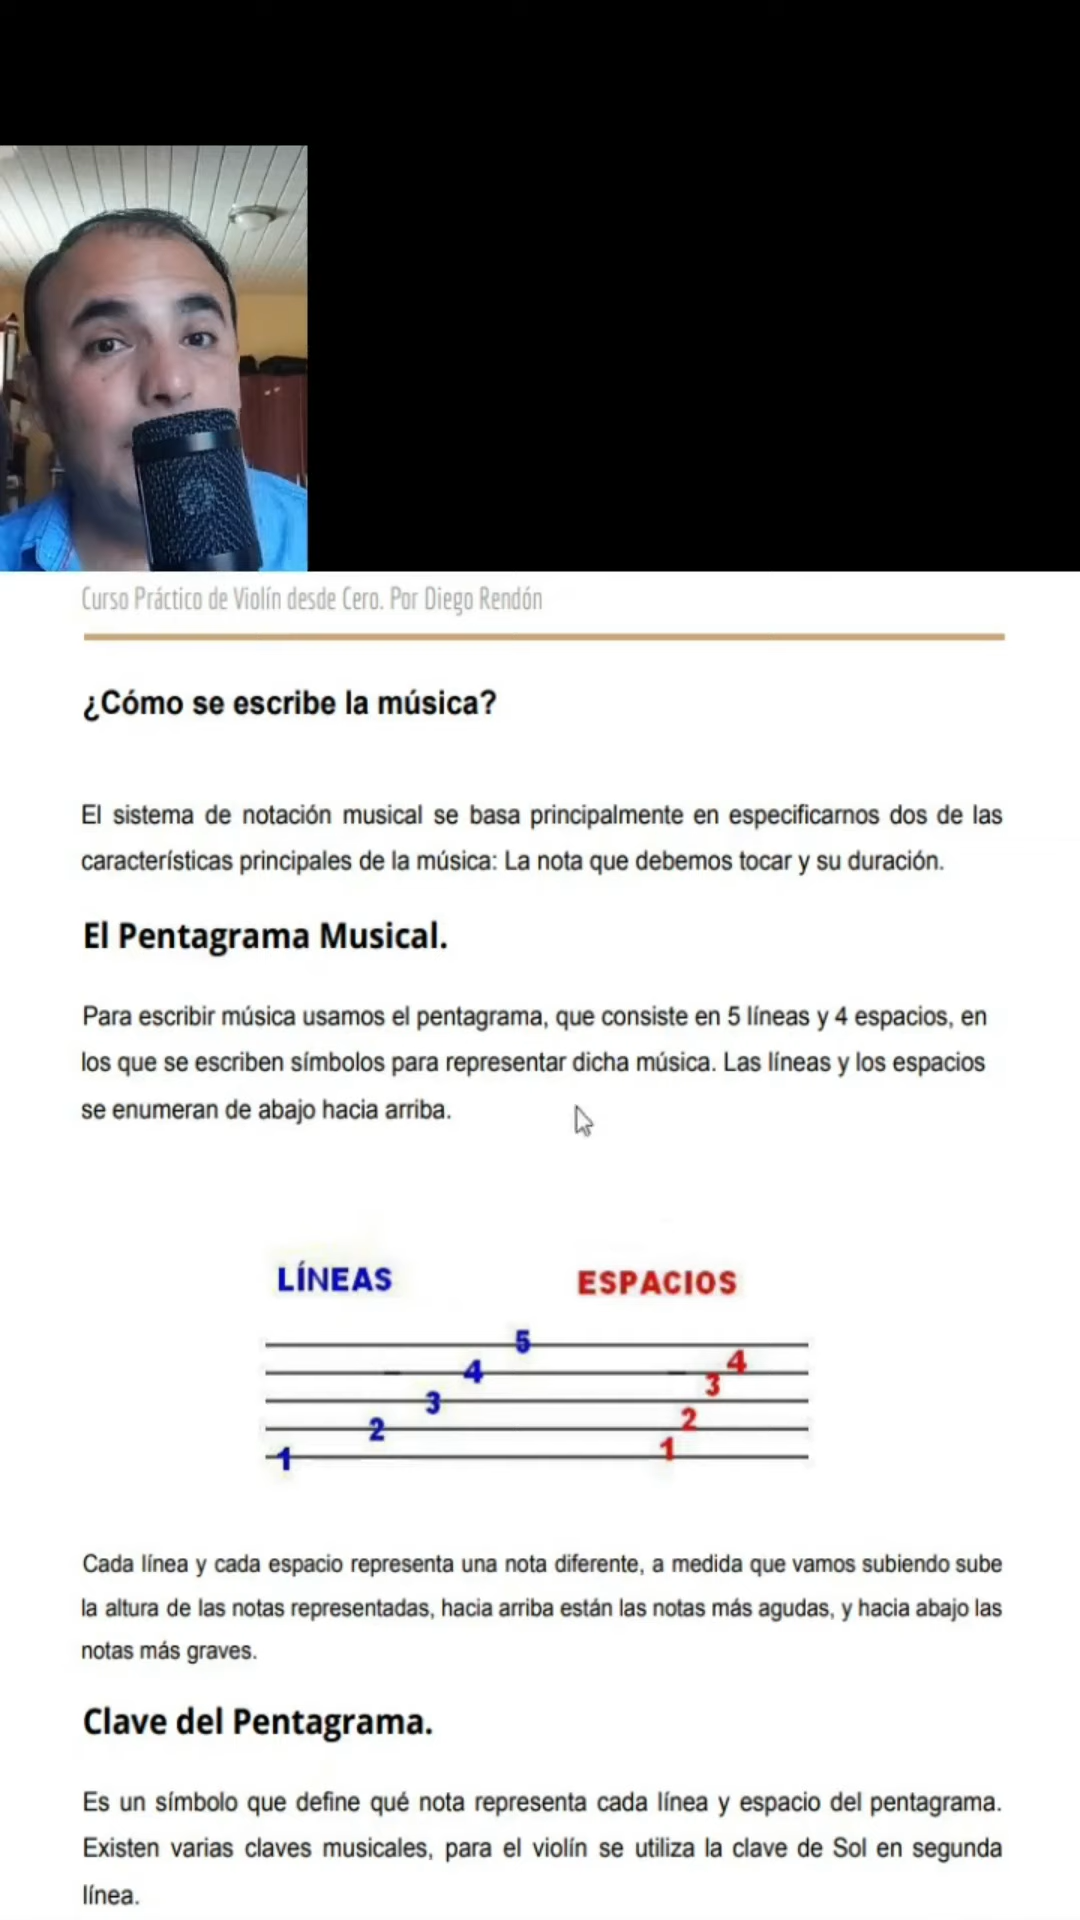 Curso Práctico de Violín desde Cero. Por Diego Rendón
¿Cómo se escribe la música?
El sistema de notación musical se basa principalmente en especificarnos dos de las
características principales de la música: La nota que debemos tocar y su duración.
El Pentagrama Musical.
Para escribir música usamos el pentagrama, que consiste en 5 líneas y 4 espacios, en
los que se escriben símbolos para representar dicha música. Las líneas y los espacios
se enumeran de abajo hacia arriba.
LÍNEAS ESPACIOS
5
4 4
3 3
2 2
1 1
Cada línea y cada espacio representa una nota diferente, a medida que vamos subiendo sube
la altura de las notas representadas, hacia arriba están las notas más agudas, y hacia abajo las
notas más graves.
Clave del Pentagrama.
Es un símbolo que define qué nota representa cada línea y espacio del pentagrama.
Existen varias claves musicales, para el violín se utiliza la clave de Sol en segunda
línea.